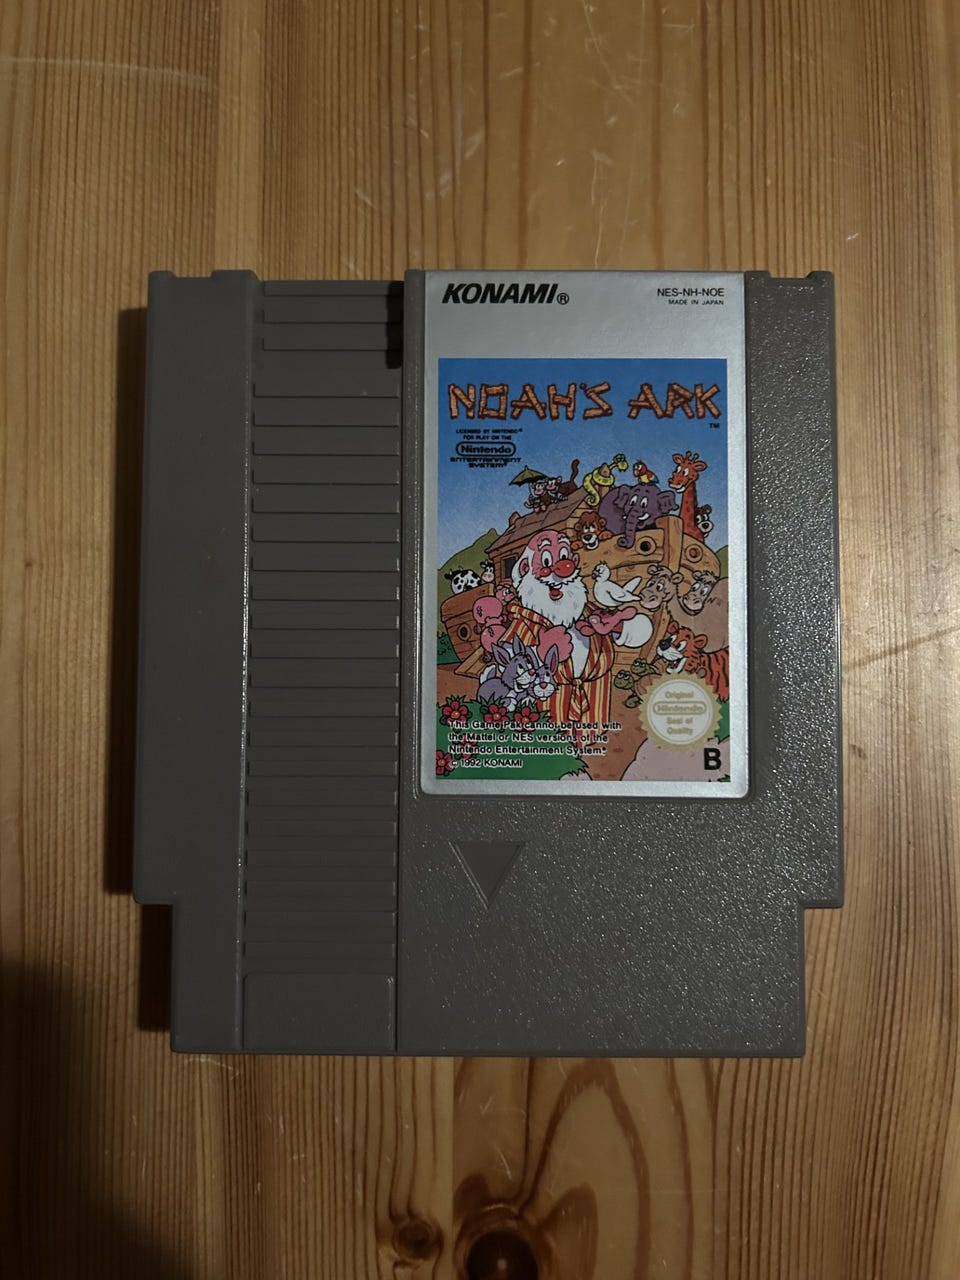 KONAMI®
NES-NH-NOE
MADE IN JAPAN
NOAH'S ARK
TM
LICENSED BY NINTENDO®
FOR PLAY ON THE
Nintendo
ENTERTAINMENT
SYSTEM®
Original
Nintendo
Seal of
Quality
This Game Pak cannot be used with
the Mattel or NES versions of the
Nintendo Entertainment System®
© 1992 KONAMI
B